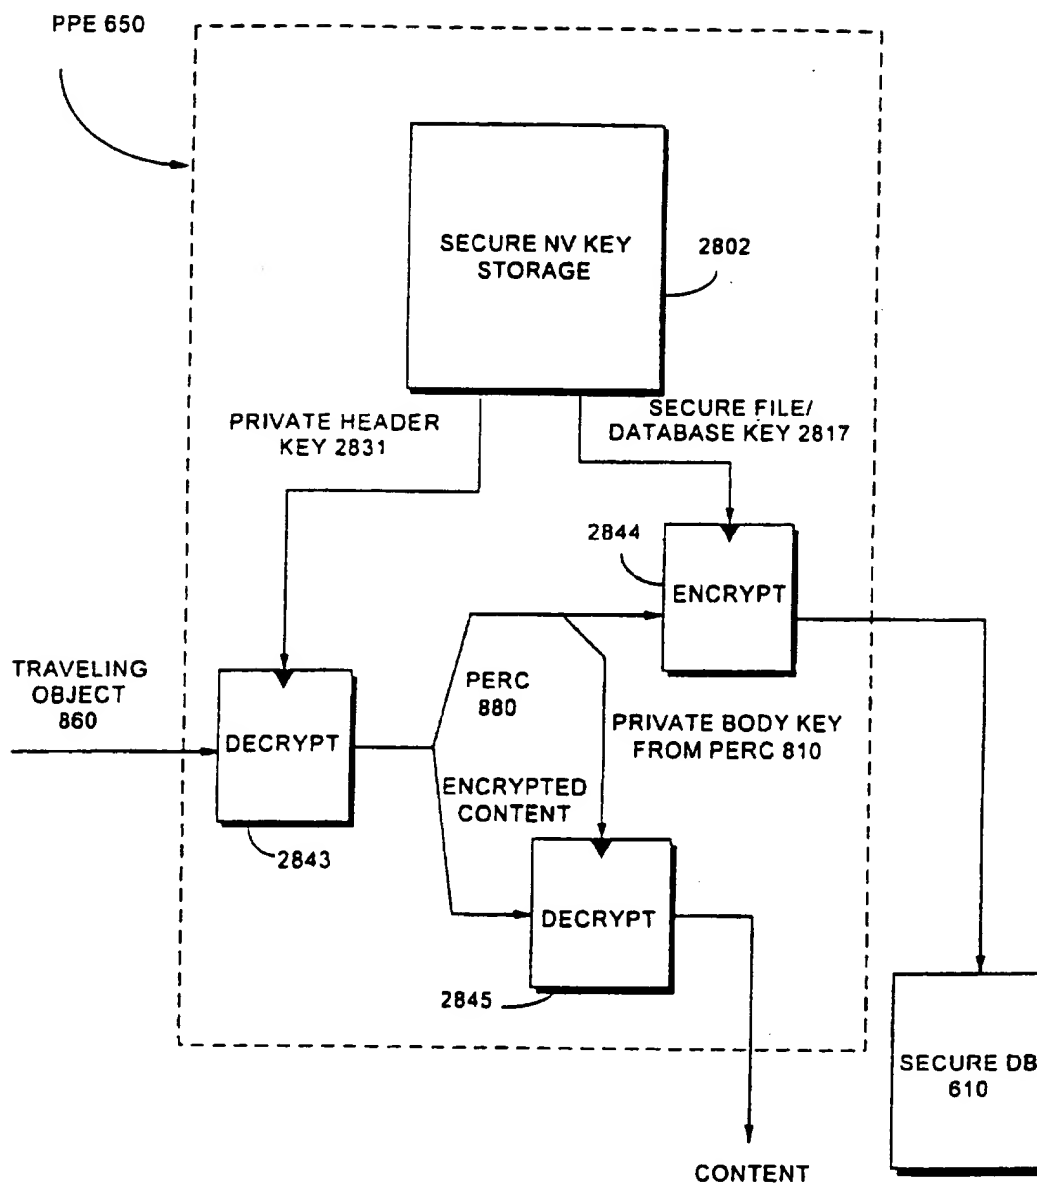 PPE 650
SECURE NV KEY
STORAGE
2802
PRIVATE HEADER
KEY 2831
SECURE FILE/
DATABASE KEY 2817
2844
ENCRYPT
TRAVELING
OBJECT
860
DECRYPT
PERC
880
PRIVATE BODY KEY
FROM PERC 810
ENCRYPTED
CONTENT
2843
DECRYPT
2845
SECURE DB
610
CONTENT